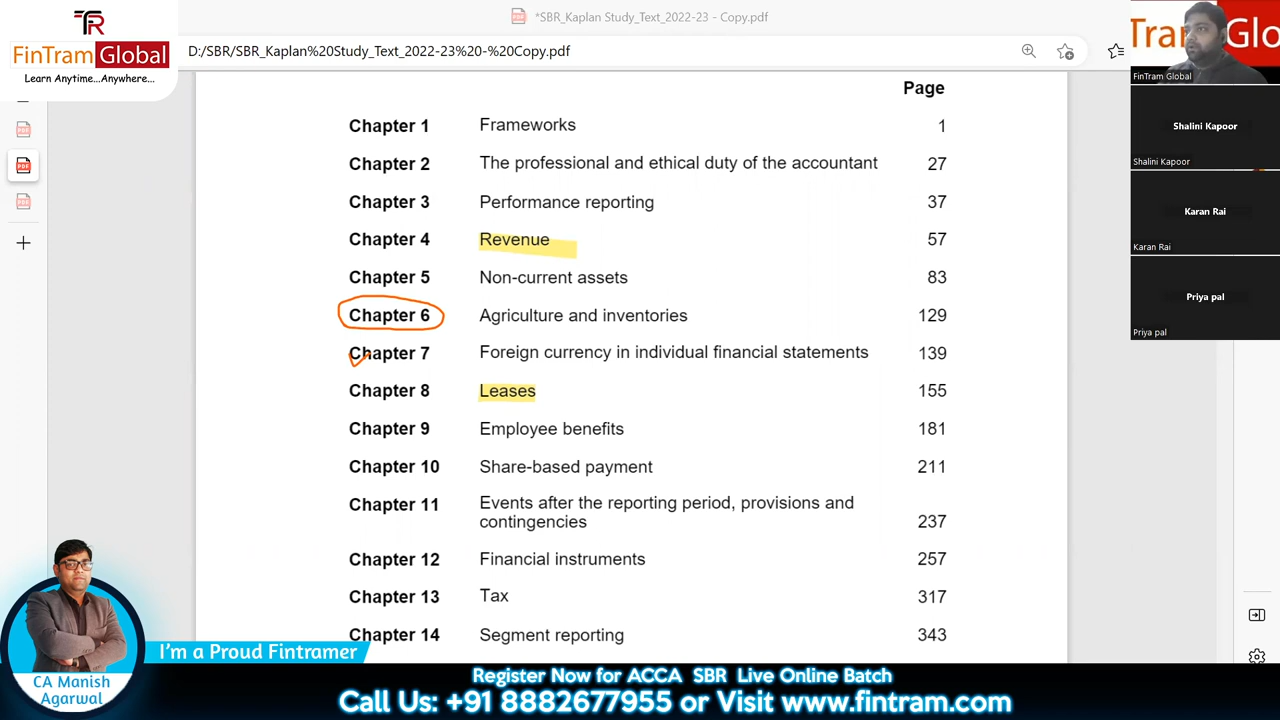 TR
FinTram Global
Learn Anytime...Anywhere...
*SBR_Kaplan Study_Text_2022-23 - Copy.pdf
D:/SBR/SBR_Kaplan%20Study_Text_2022-23%20-%20Copy.pdf
Page
Chapter 1 Frameworks 1
Chapter 2 The professional and ethical duty of the accountant 27
Chapter 3 Performance reporting 37
Chapter 4 Revenue 57
Chapter 5 Non-current assets 83
Chapter 6 Agriculture and inventories 129
Chapter 7 Foreign currency in individual financial statements 139
Chapter 8 Leases 155
Chapter 9 Employee benefits 181
Chapter 10 Share-based payment 211
Chapter 11 Events after the reporting period, provisions and
contingencies 237
Chapter 12 Financial instruments 257
Chapter 13 Tax 317
Chapter 14 Segment reporting 343
Tram Glo
FinTram Global
Shalini Kapoor
Shalini Kapoor
Karan Rai
Karan Rai
Priya pal
Priya pal
PDF
PDF
PDF
PDF
I'm a Proud Fintramer
CA Manish
Agarwal
Register Now for ACCA SBR Live Online Batch
Call Us: +91 8882677955 or Visit www.fintram.com